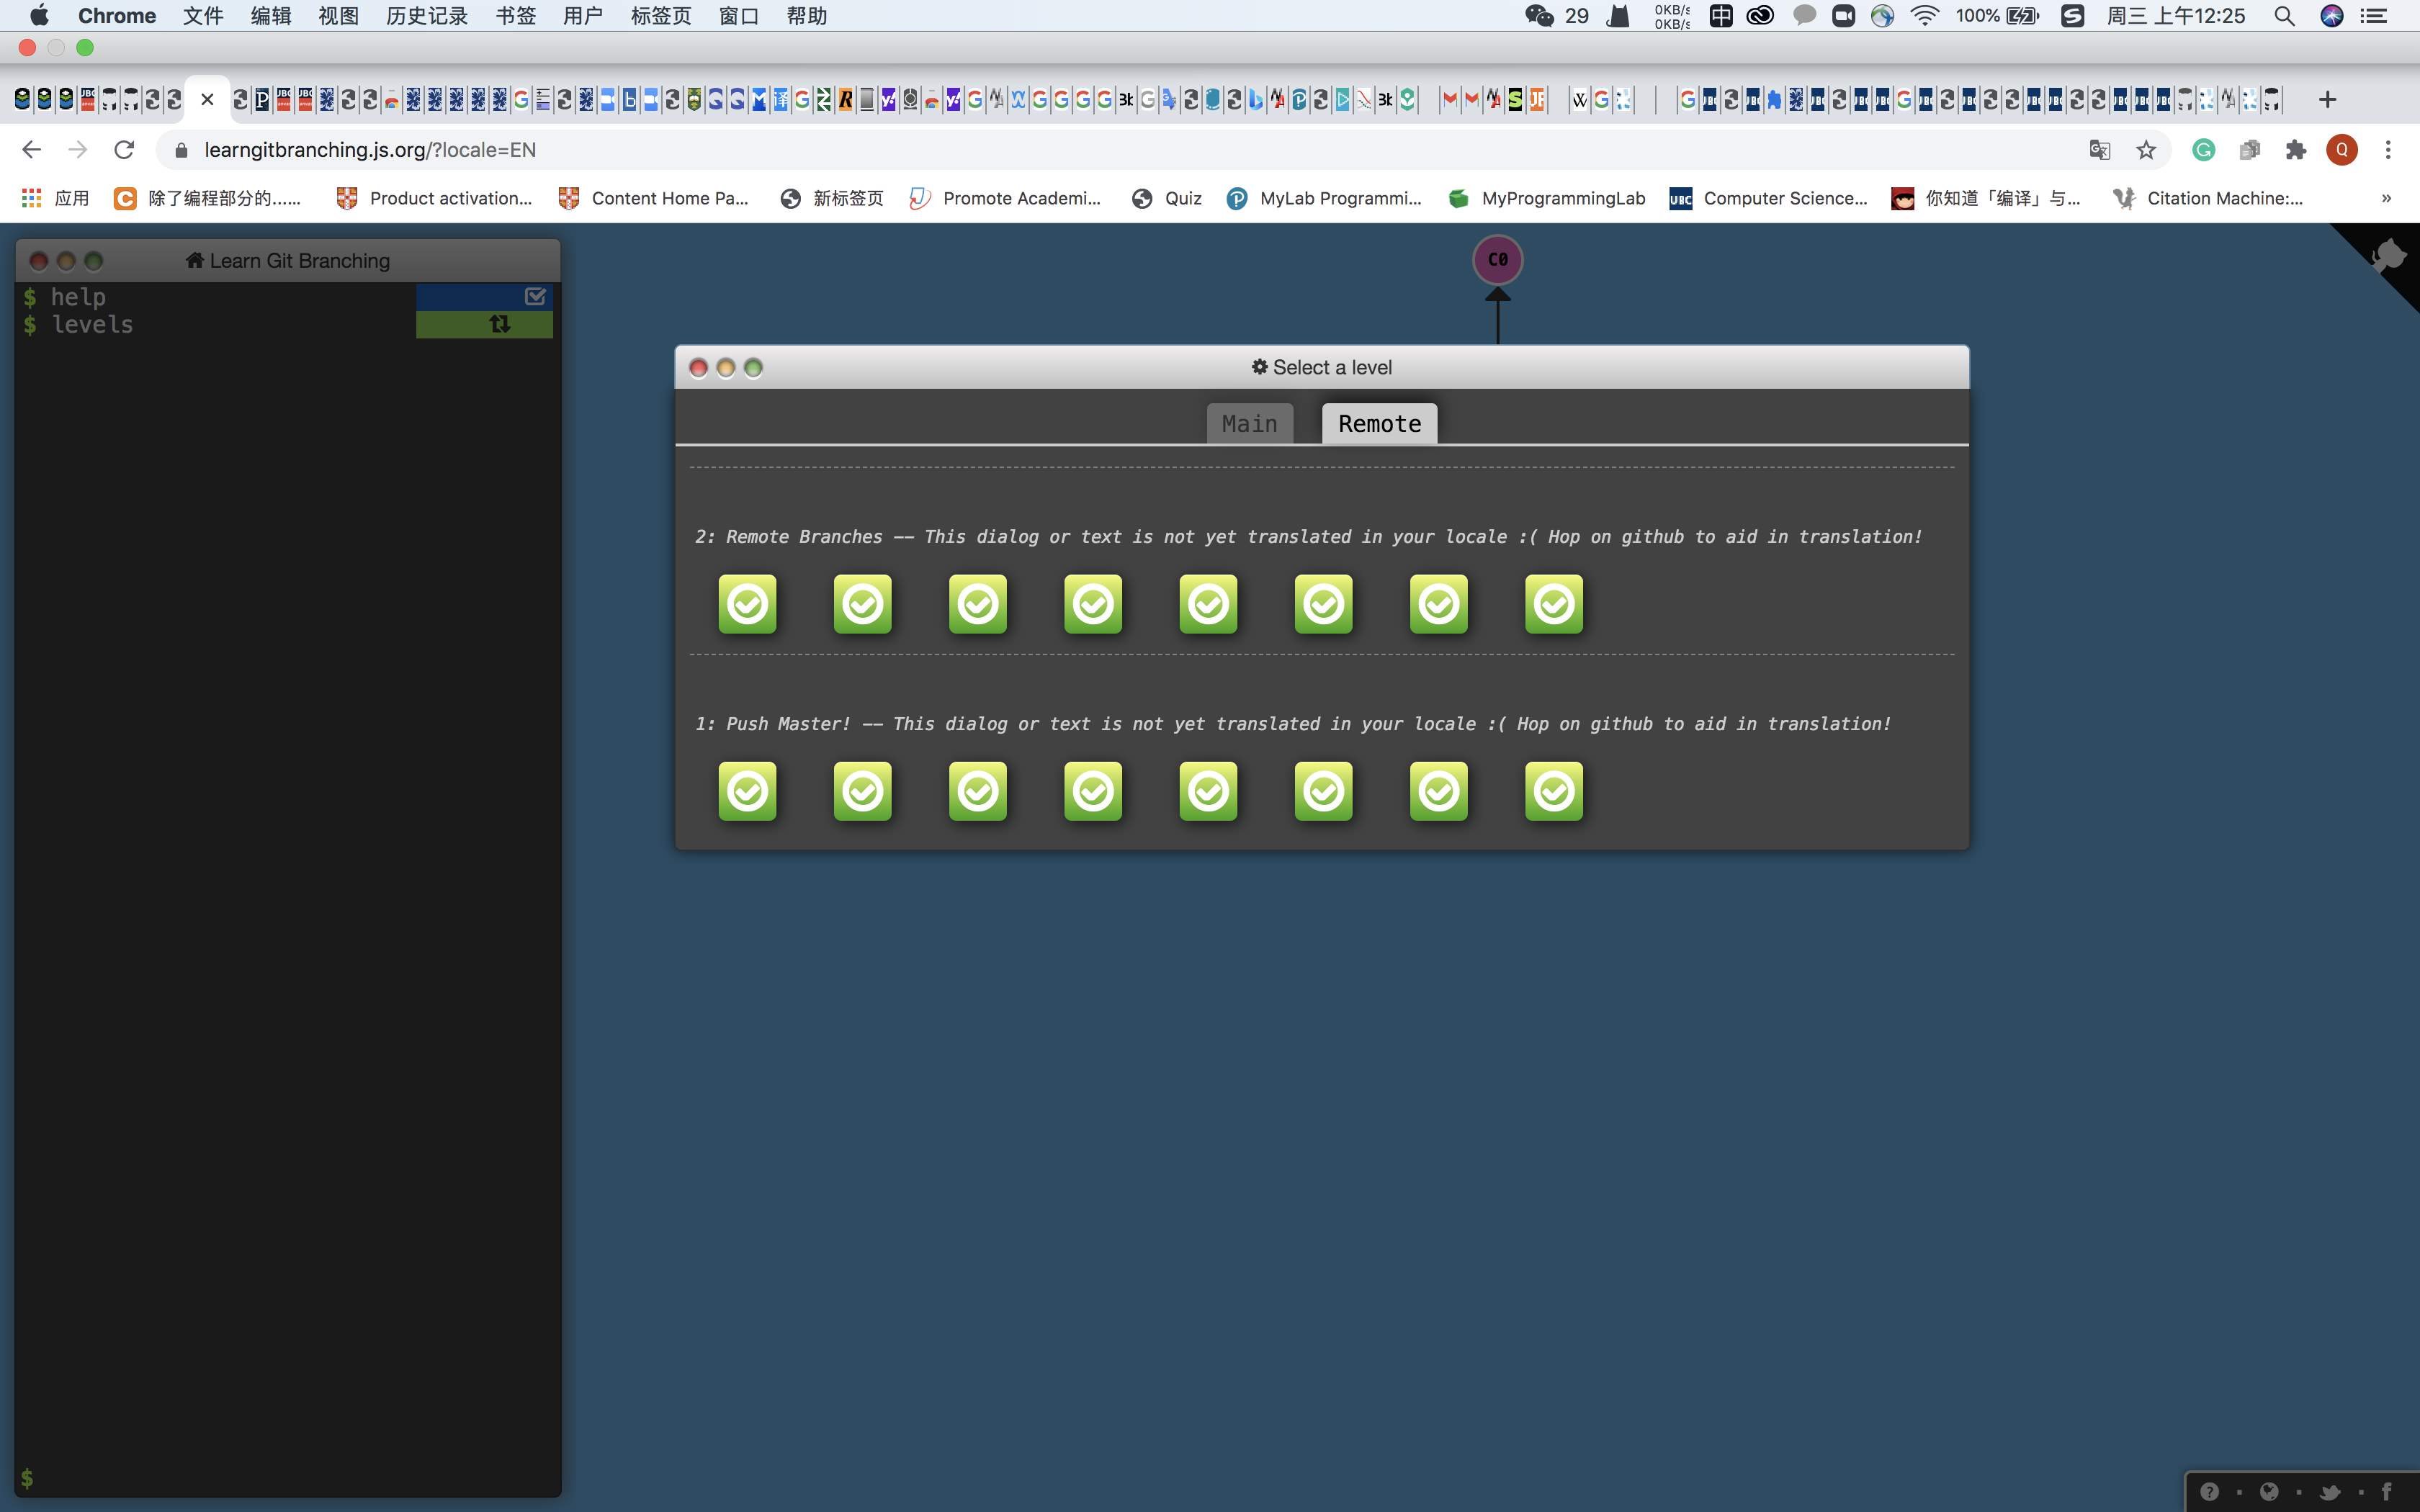 Chrome 文件 编辑 视图 历史记录 书签 用户 标签页 窗口 帮助 29 0KB/s 0KB/s 中 100% 周三 上午12:25
learngitbranching.js.org/?locale=EN Q
应用 除了编程部分的...... Product activation... Content Home Pa... 新标签页 Promote Academi... Quiz MyLab Programmi... MyProgrammingLab UBC Computer Science... 你知道「编译」与... Citation Machine:... »
Learn Git Branching
$ help
$ levels
C0
Select a level
Main Remote
2: Remote Branches -- This dialog or text is not yet translated in your locale :( Hop on github to aid in translation!
1: Push Master! -- This dialog or text is not yet translated in your locale :( Hop on github to aid in translation!
$